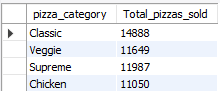 pizza_category Total_pizzas_sold
Classic 14888
Veggie 11649
Supreme 11987
Chicken 11050